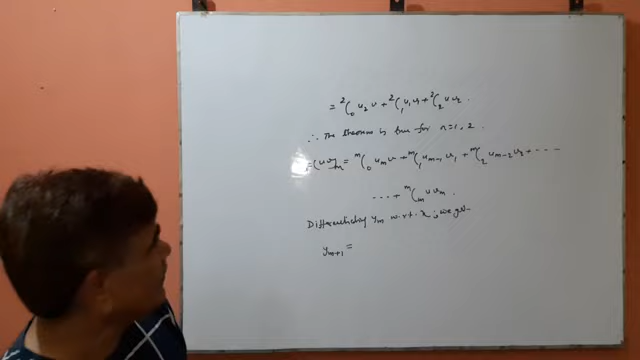 = ²C₀ u₂ v + ²C₁ u₁ v₁ + ²C₂ u v₂.
∴ The theorem is true for n=1, 2.
= (uv)ₘ = ᵐC₀ uₘ v + ᵐC₁ uₘ₋₁ v₁ + ᵐC₂ uₘ₋₂ v₂ + ----
---- + ᵐCₘ u vₘ.
Differentiating yₘ w.r.t. x, we get
yₘ₊₁ =